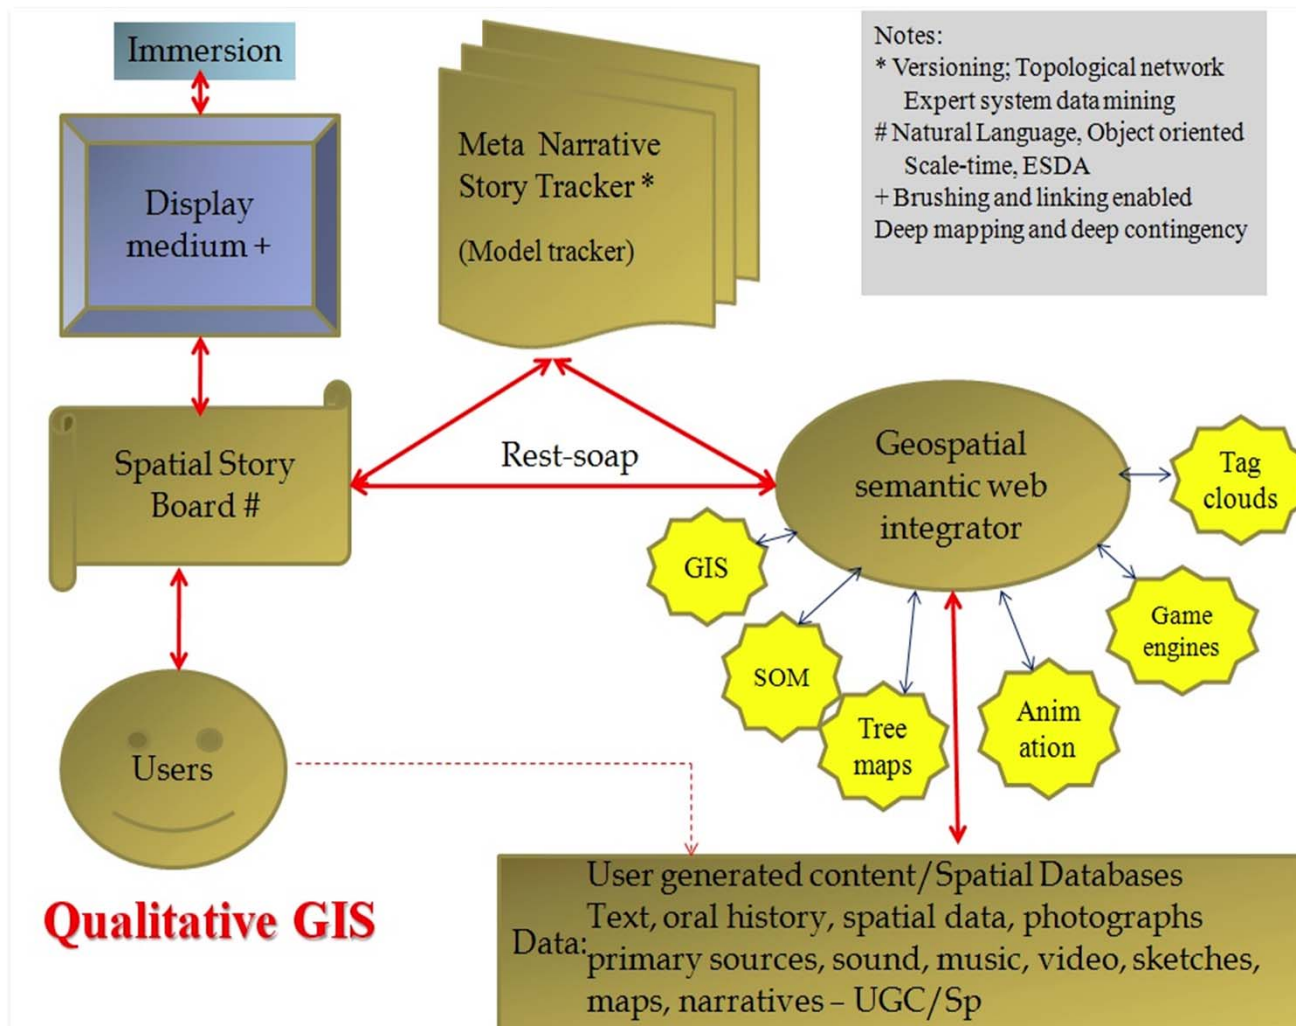 Immersion
Display
medium +
Meta Narrative
Story Tracker *
(Model tracker)
Notes:
* Versioning; Topological network
Expert system data mining
# Natural Language, Object oriented
Scale-time, ESDA
+ Brushing and linking enabled
Deep mapping and deep contingency
Spatial Story
Board #
Rest-soap
Geospatial
semantic web
integrator
Tag
clouds
GIS
Game
engines
SOM
Tree
maps
Anim
ation
Users
Qualitative GIS
Data:
User generated content/Spatial Databases
Text, oral history, spatial data, photographs
primary sources, sound, music, video, sketches,
maps, narratives – UGC/Sp